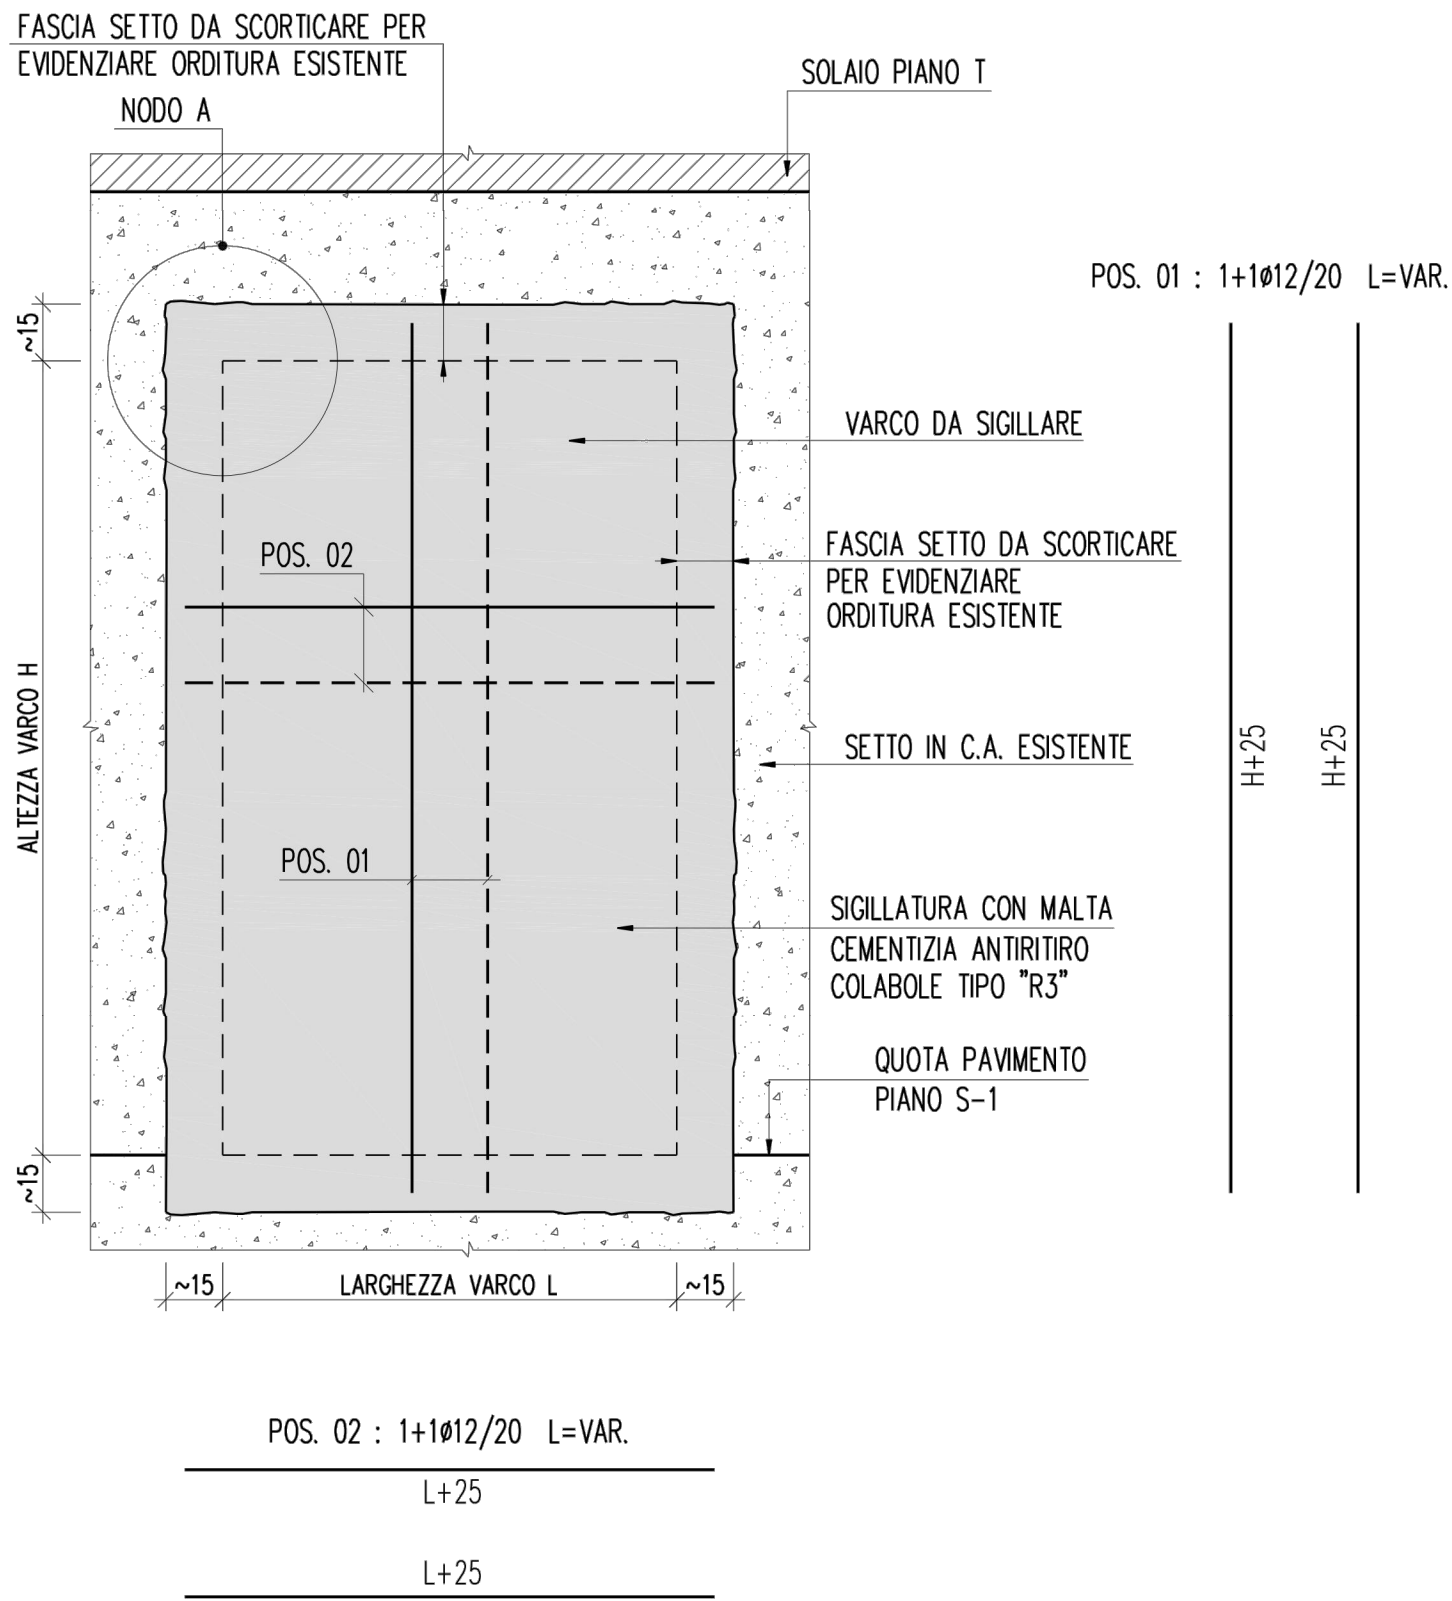 FASCIA SETTO DA SCORTICARE PER
EVIDENZIARE ORDITURA ESISTENTE
SOLAIO PIANO T
NODO A
POS. 01 : 1+1ø12/20 L=VAR.
~15
VARCO DA SIGILLARE
FASCIA SETTO DA SCORTICARE
PER EVIDENZIARE
ORDITURA ESISTENTE
POS. 02
ALTEZZA VARCO H
SETTO IN C.A. ESISTENTE
H+25
H+25
POS. 01
SIGILLATURA CON MALTA
CEMENTIZIA ANTIRITIRO
COLABOLE TIPO "R3"
QUOTA PAVIMENTO
PIANO S-1
~15
~15
LARGHEZZA VARCO L
~15
POS. 02 : 1+1ø12/20 L=VAR.
L+25
L+25